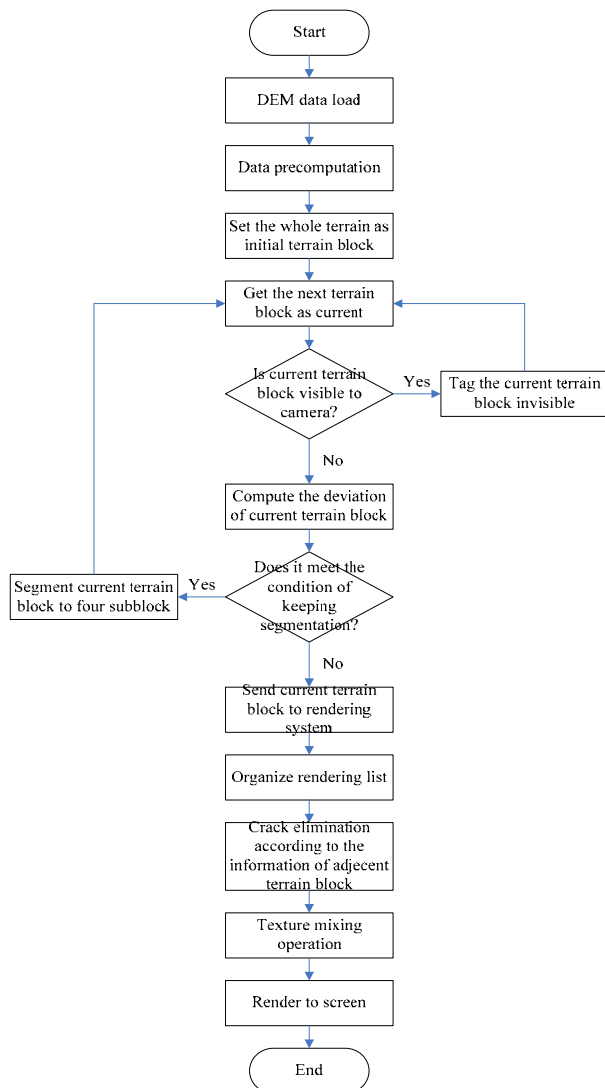 Start
DEM data load
Data precomputation
Set the whole terrain as
initial terrain block
Get the next terrain
block as current
Is current terrain
block visible to
camera?
Yes
Tag the current terrain
block invisible
No
Compute the deviation
of current terrain block
Does it meet the
condition of
keeping
segmentation?
Yes
Segment current terrain
block to four subblock
No
Send current terrain
block to rendering
system
Organize rendering list
Crack elimination
according to the
information of adjecent
terrain block
Texture mixing
operation
Render to screen
End